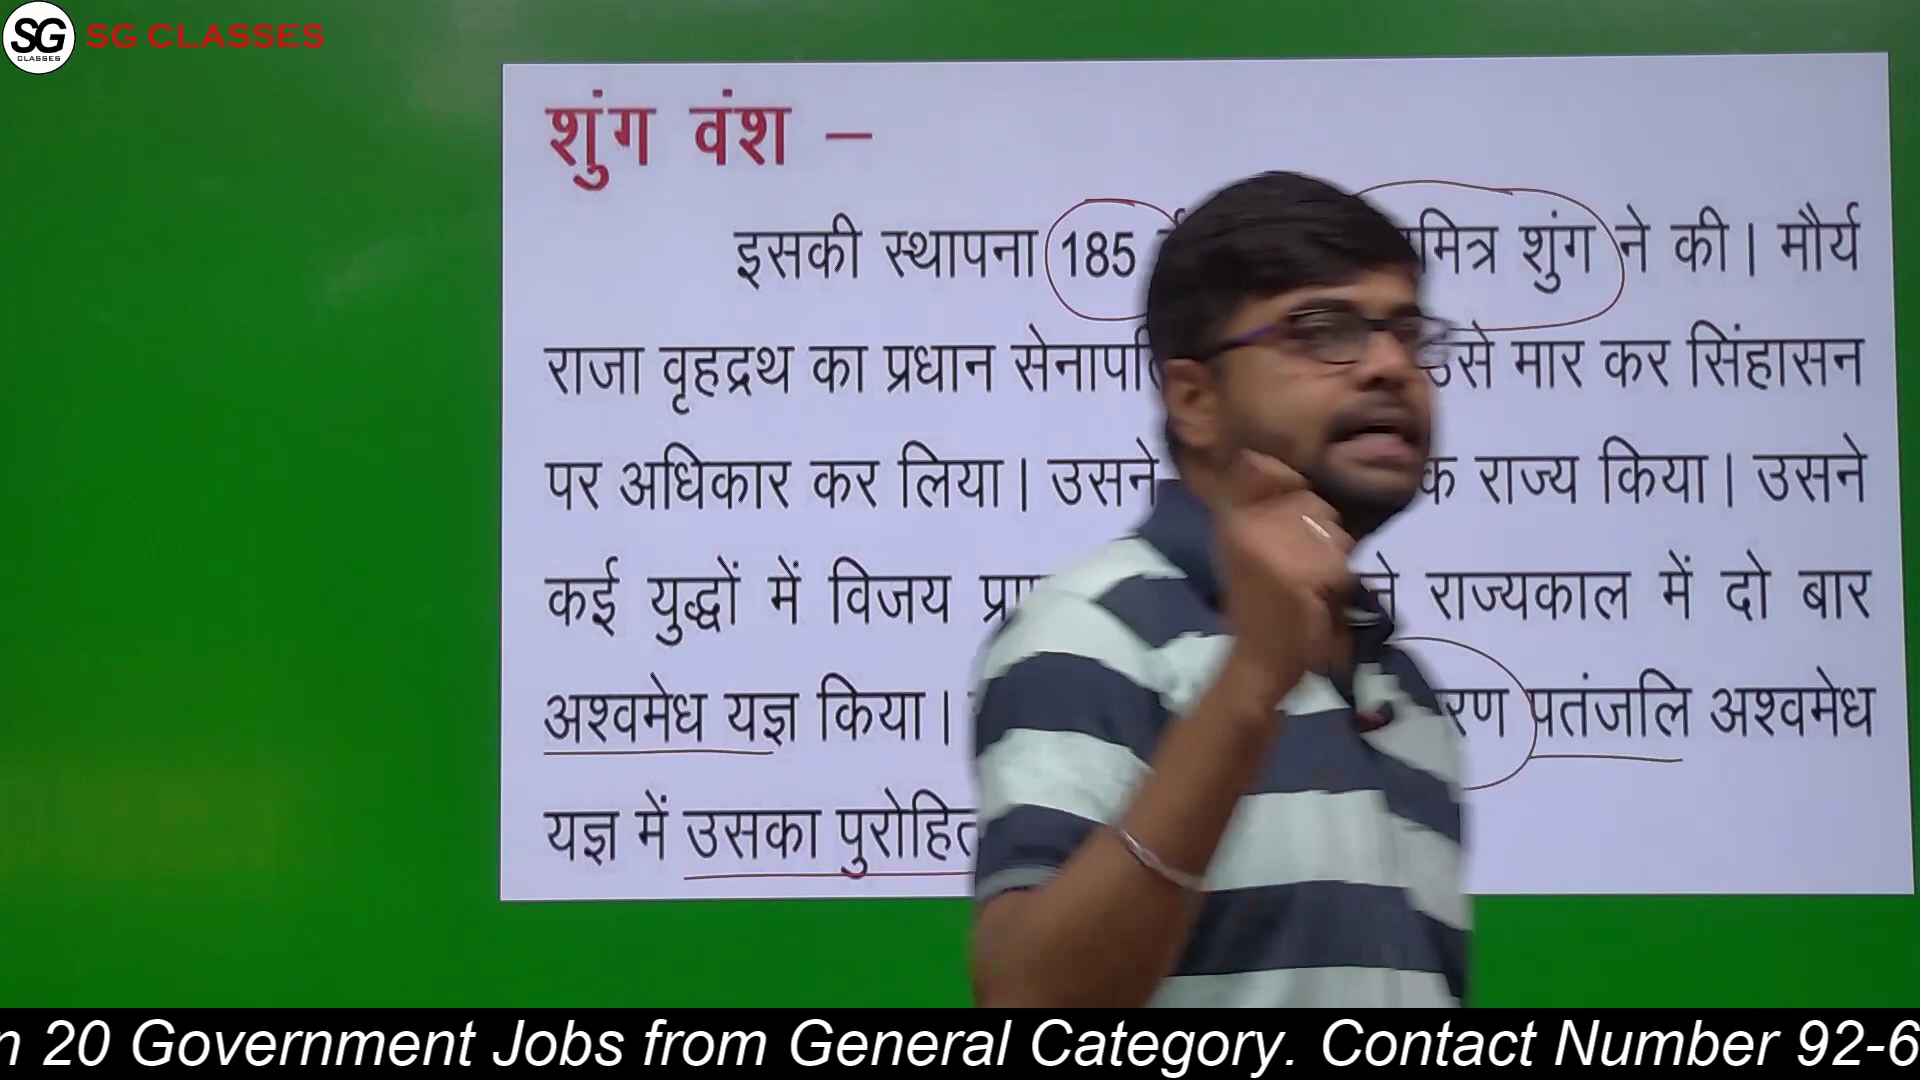 SG CLASSES
SG CLASSES
शुंग वंश –
इसकी स्थापना 185 शुंग ने की। मौर्य
राजा वृहद्रथ का प्रधान मार कर सिंहासन
पर अधिकार कर लिया। उसने राज्य किया। उसने
कई युद्धों में विजय राज्यकाल में दो बार
अश्वमेध यज्ञ किया। पतंजलि अश्वमेध
यज्ञ में उसका पुरोहित
20 Government Jobs from General Category. Contact Number 92-6